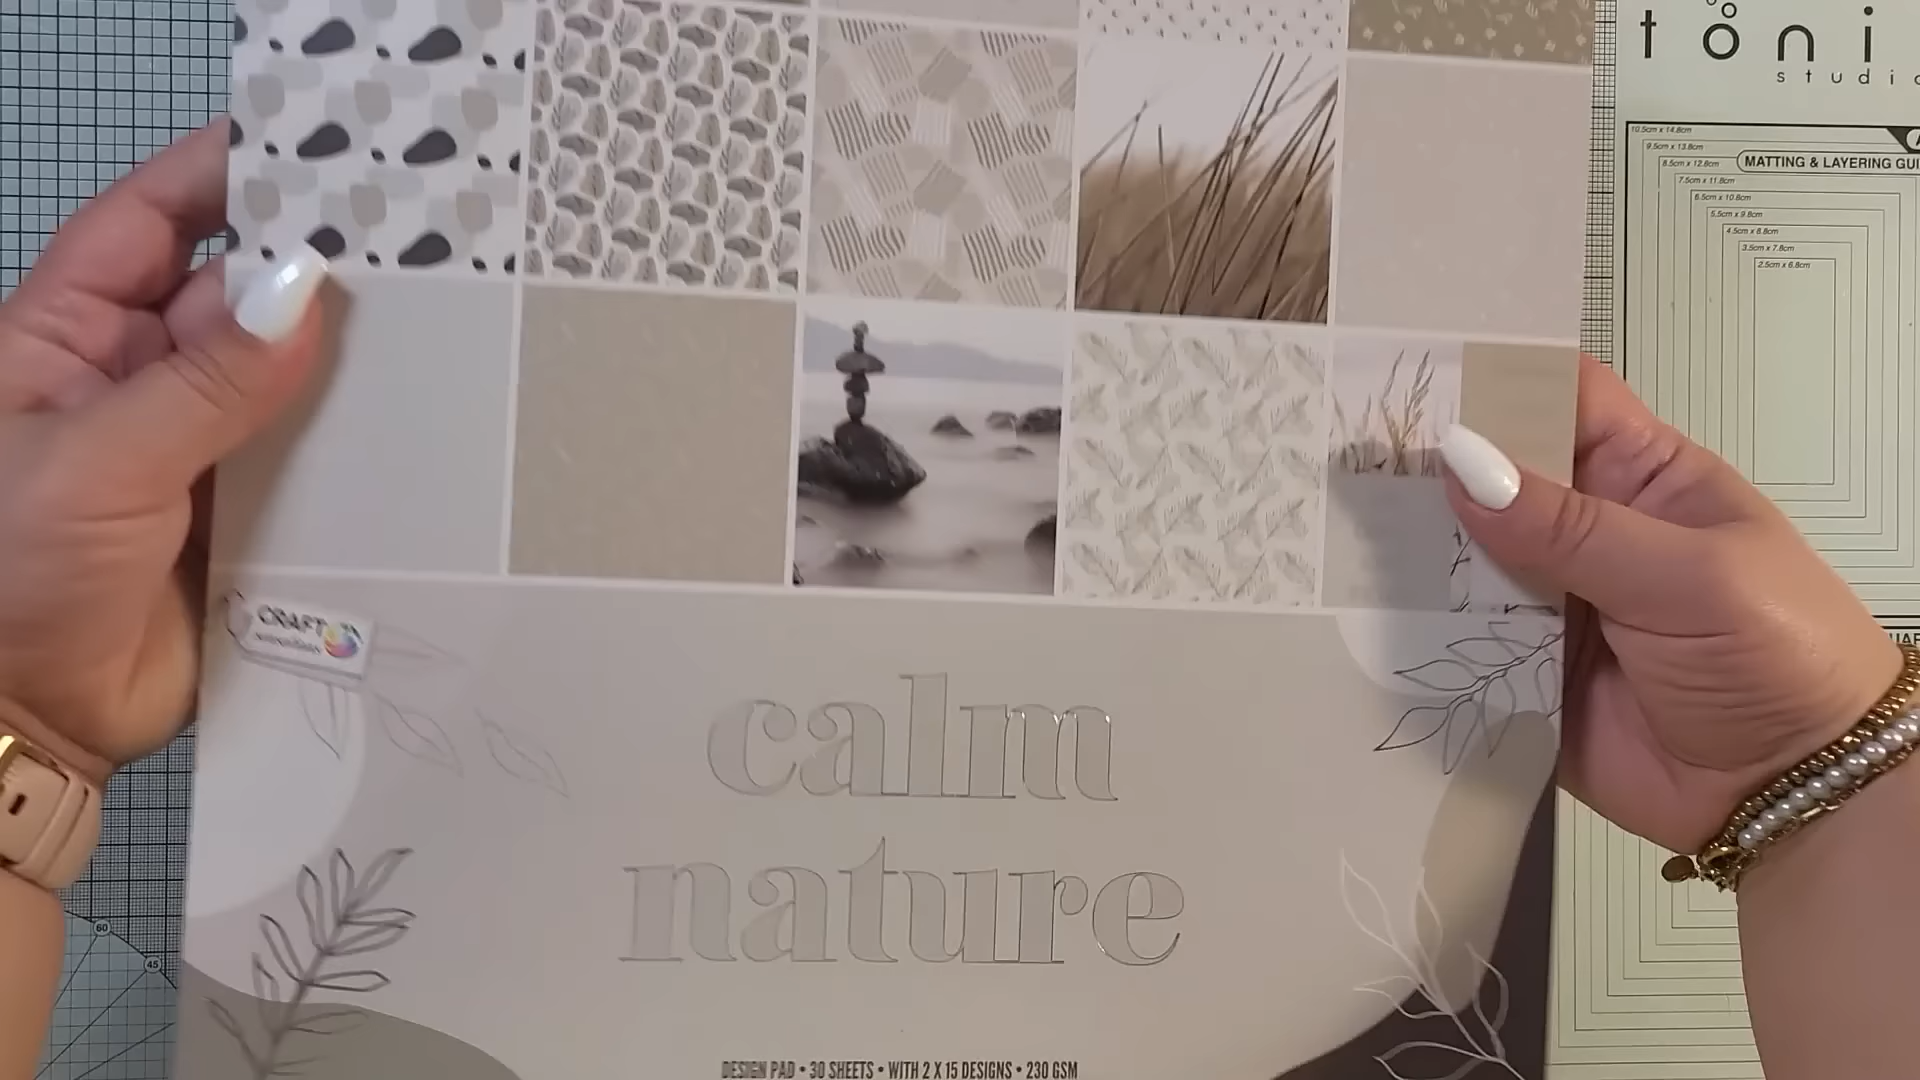 töni
studio
10.5cm x 14.8cm
9.5cm x 13.8cm
8.5cm x 12.8cm
MATTING & LAYERING GUI
7.5cm x 11.8cm
6.5cm x 10.8cm
5.5cm x 9.8cm
4.5cm x 8.8cm
3.5cm x 7.8cm
2.5cm x 6.8cm
CRAFT
calm
nature
DESIGN PAD • 30 SHEETS • WITH 2 X 15 DESIGNS • 230 GSM
60
45